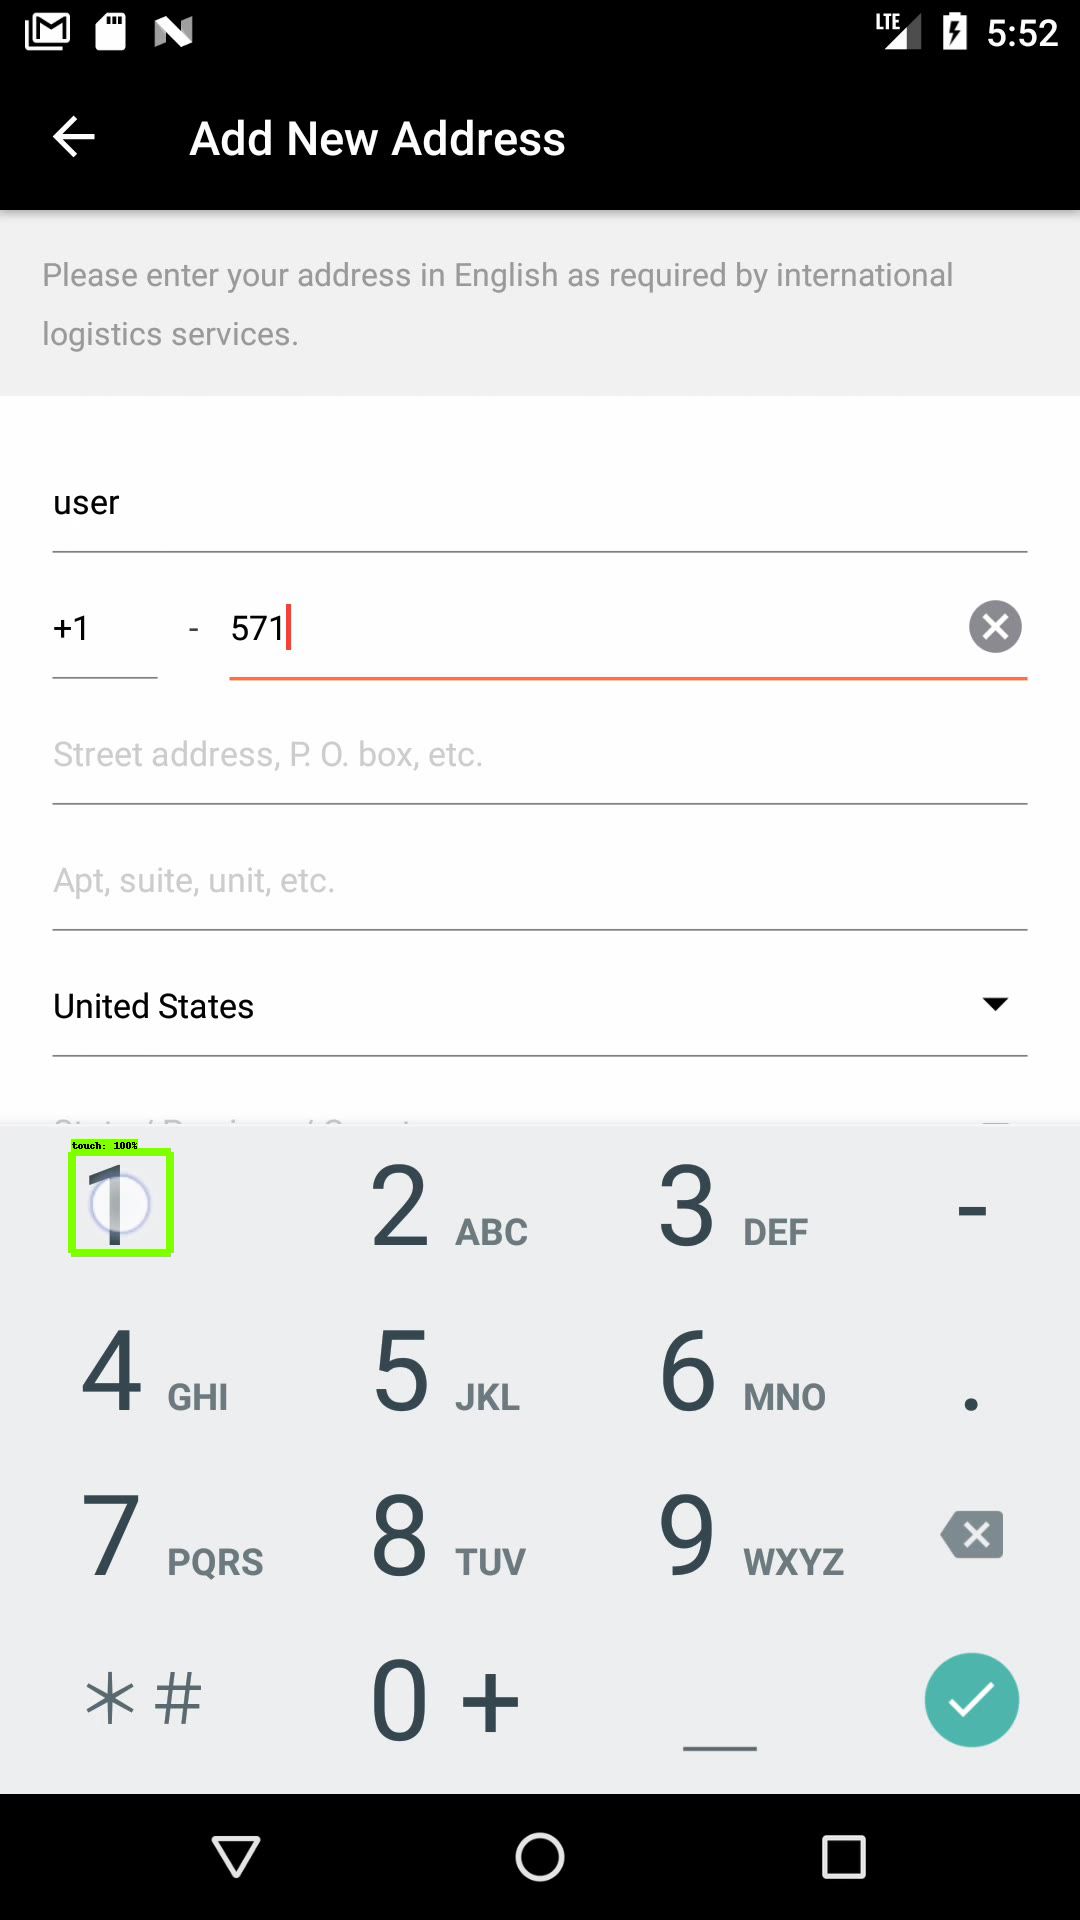 LTE 5:52
Add New Address
Please enter your address in English as required by international
logistics services.
user
+1 - 571
Street address, P. O. box, etc.
Apt, suite, unit, etc.
United States
touch: 100%
1 2 ABC 3 DEF -
4 GHI 5 JKL 6 MNO .
7 PQRS 8 TUV 9 WXYZ
*# 0 + _